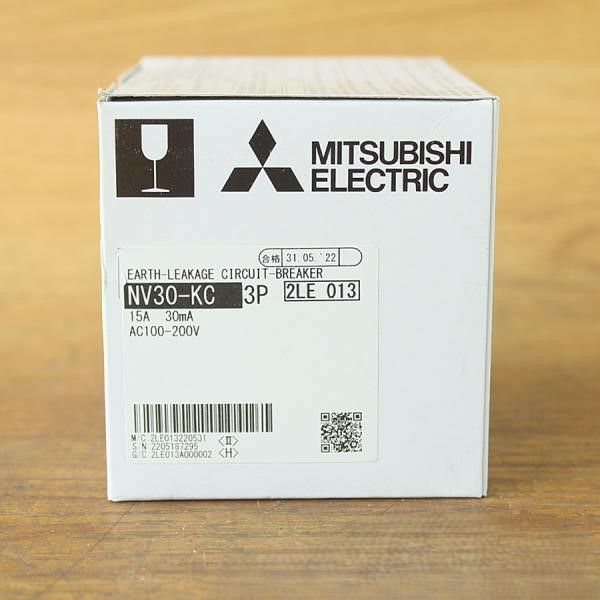 MITSUBISHI
ELECTRIC
合格 31.05.'22
EARTH-LEAKAGE CIRCUIT-BREAKER
NV30-KC 3P 2LE 013
15A 30mA
AC100-200V
M/C 2LE013220531 〈Ⅱ〉
S/N 2205187295
G/C 2LE013A000002 〈H〉